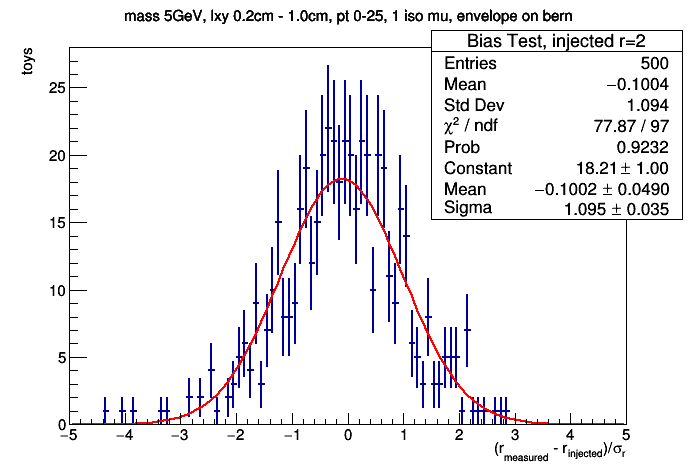 mass 5GeV, lxy 0.2cm - 1.0cm, pt 0-25, 1 iso mu, envelope on bern
Bias Test, injected r=2
Entries 500
Mean −0.1004
Std Dev 1.094
χ² / ndf 77.87 / 97
Prob 0.9232
Constant 18.21 ± 1.00
Mean −0.1002 ± 0.0490
Sigma 1.095 ± 0.035
toys
25
20
15
10
5
0
−5 −4 −3 −2 −1 0 1 2 3 4 5
(r_measured - r_injected)/σ_r